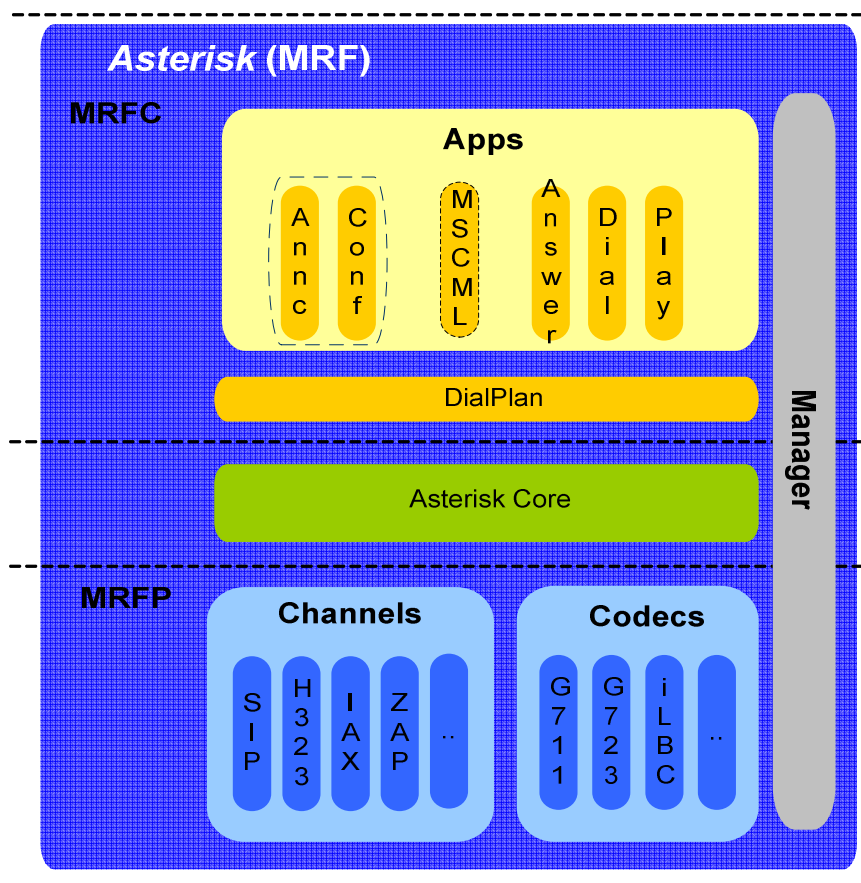 Asterisk (MRF)
MRFC
Apps
Annc
Conf
MSCML
Answer
Dial
Play
DialPlan
Manager
Asterisk Core
MRFP
Channels
Codecs
SIP
H323
IAX
ZAP
..
G711
G723
iLBC
..